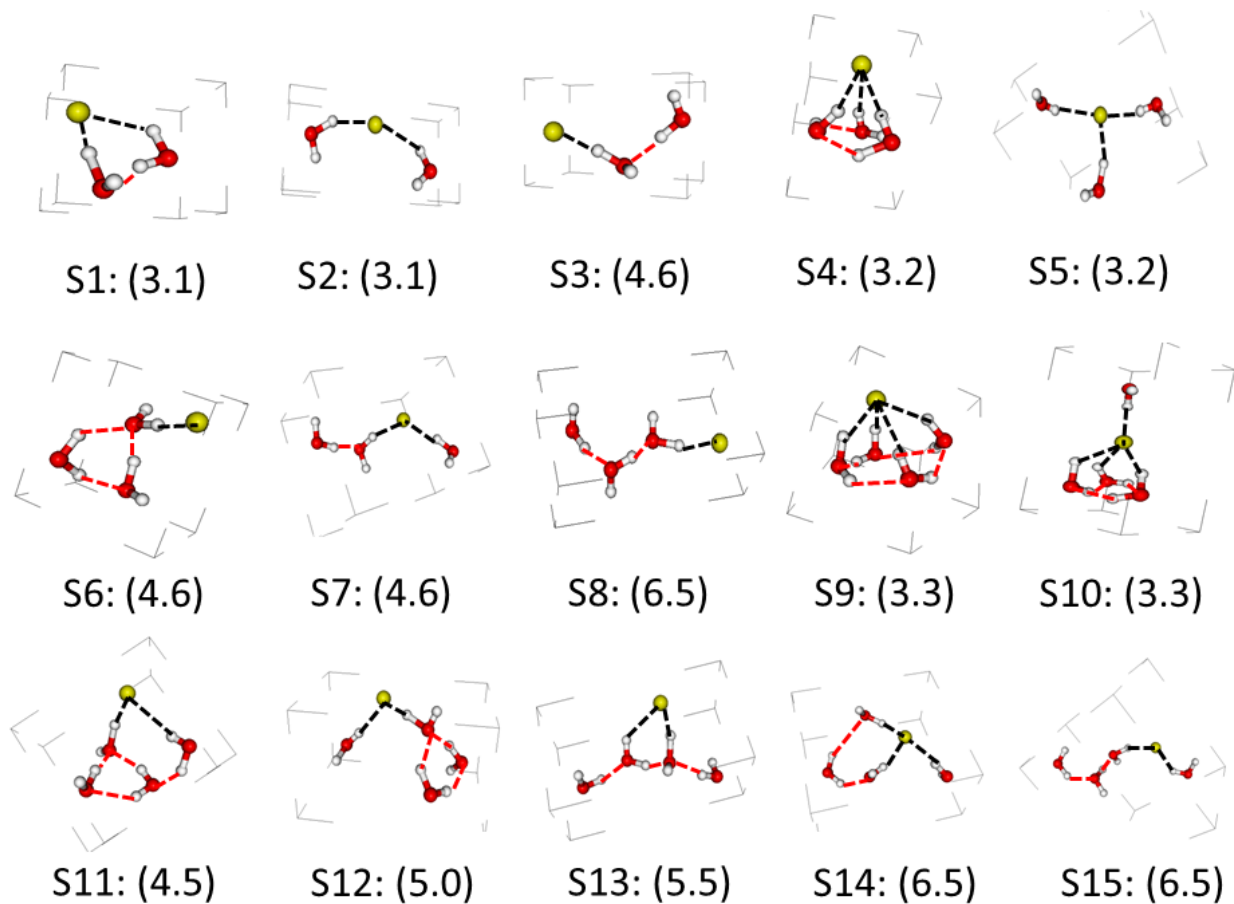 S1: (3.1) S2: (3.1) S3: (4.6) S4: (3.2) S5: (3.2)
S6: (4.6) S7: (4.6) S8: (6.5) S9: (3.3) S10: (3.3)
S11: (4.5) S12: (5.0) S13: (5.5) S14: (6.5) S15: (6.5)